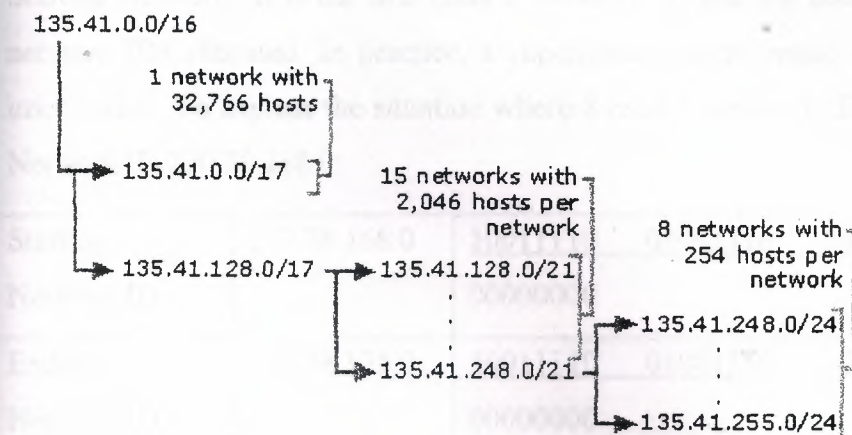 135.41.0.0/16
1 network with
32,766 hosts
135.41.0.0/17
15 networks with
2,046 hosts per
network
8 networks with
254 hosts per
network
135.41.128.0/17
135.41.128.0/21
135.41.248.0/24
135.41.248.0/21
135.41.255.0/24